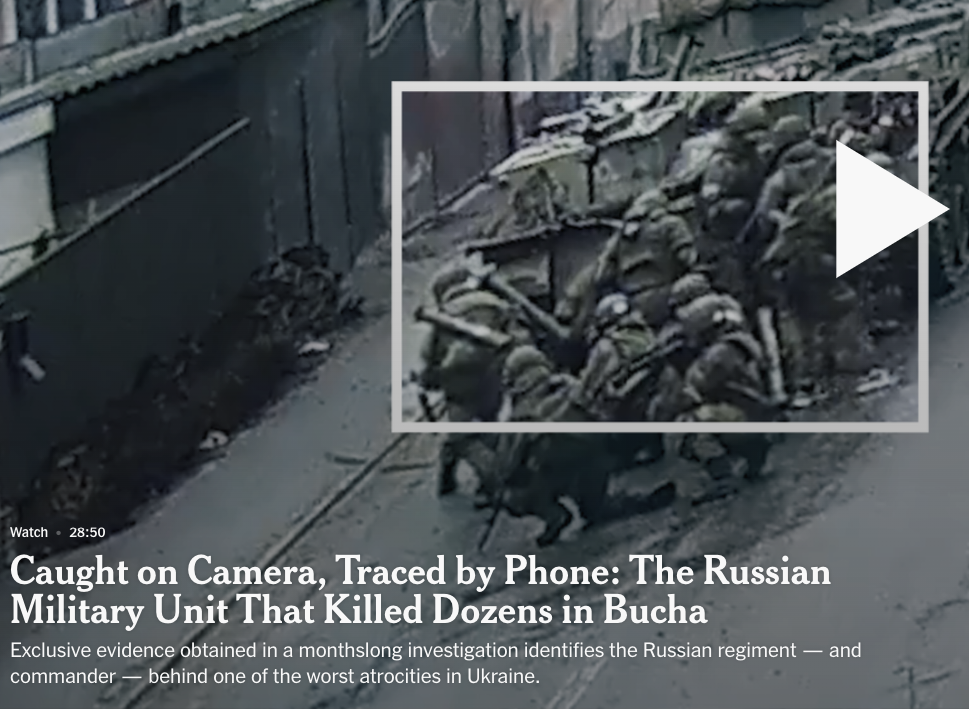 Watch • 28:50
Caught on Camera, Traced by Phone: The Russian
Military Unit That Killed Dozens in Bucha
Exclusive evidence obtained in a monthslong investigation identifies the Russian regiment — and
commander — behind one of the worst atrocities in Ukraine.